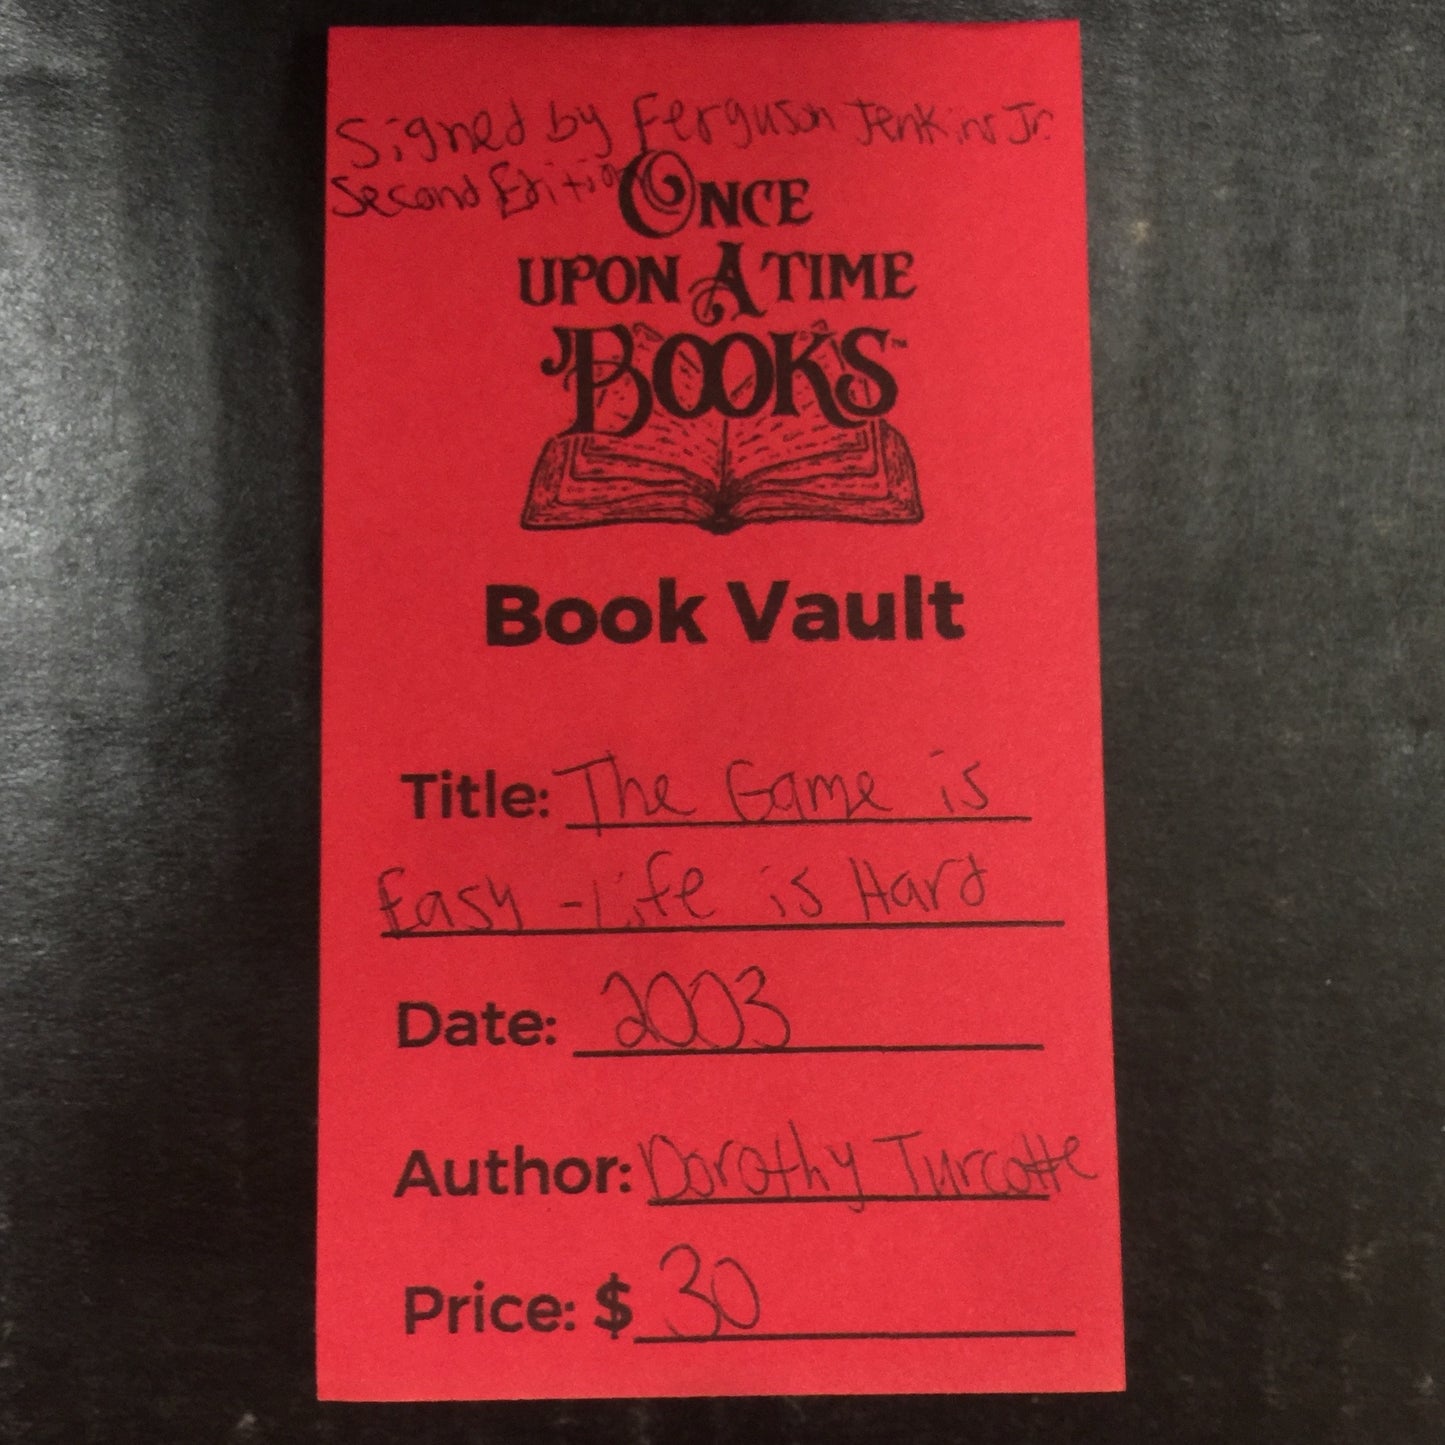 Signed by Ferguson Jenkins Jr.
Second Edition
ONCE
UPON A TIME
BOOKS™
Book Vault
Title: The Game is
Easy - Life is Hard
Date: 2003
Author: Dorothy Turcotte
Price: $ 30